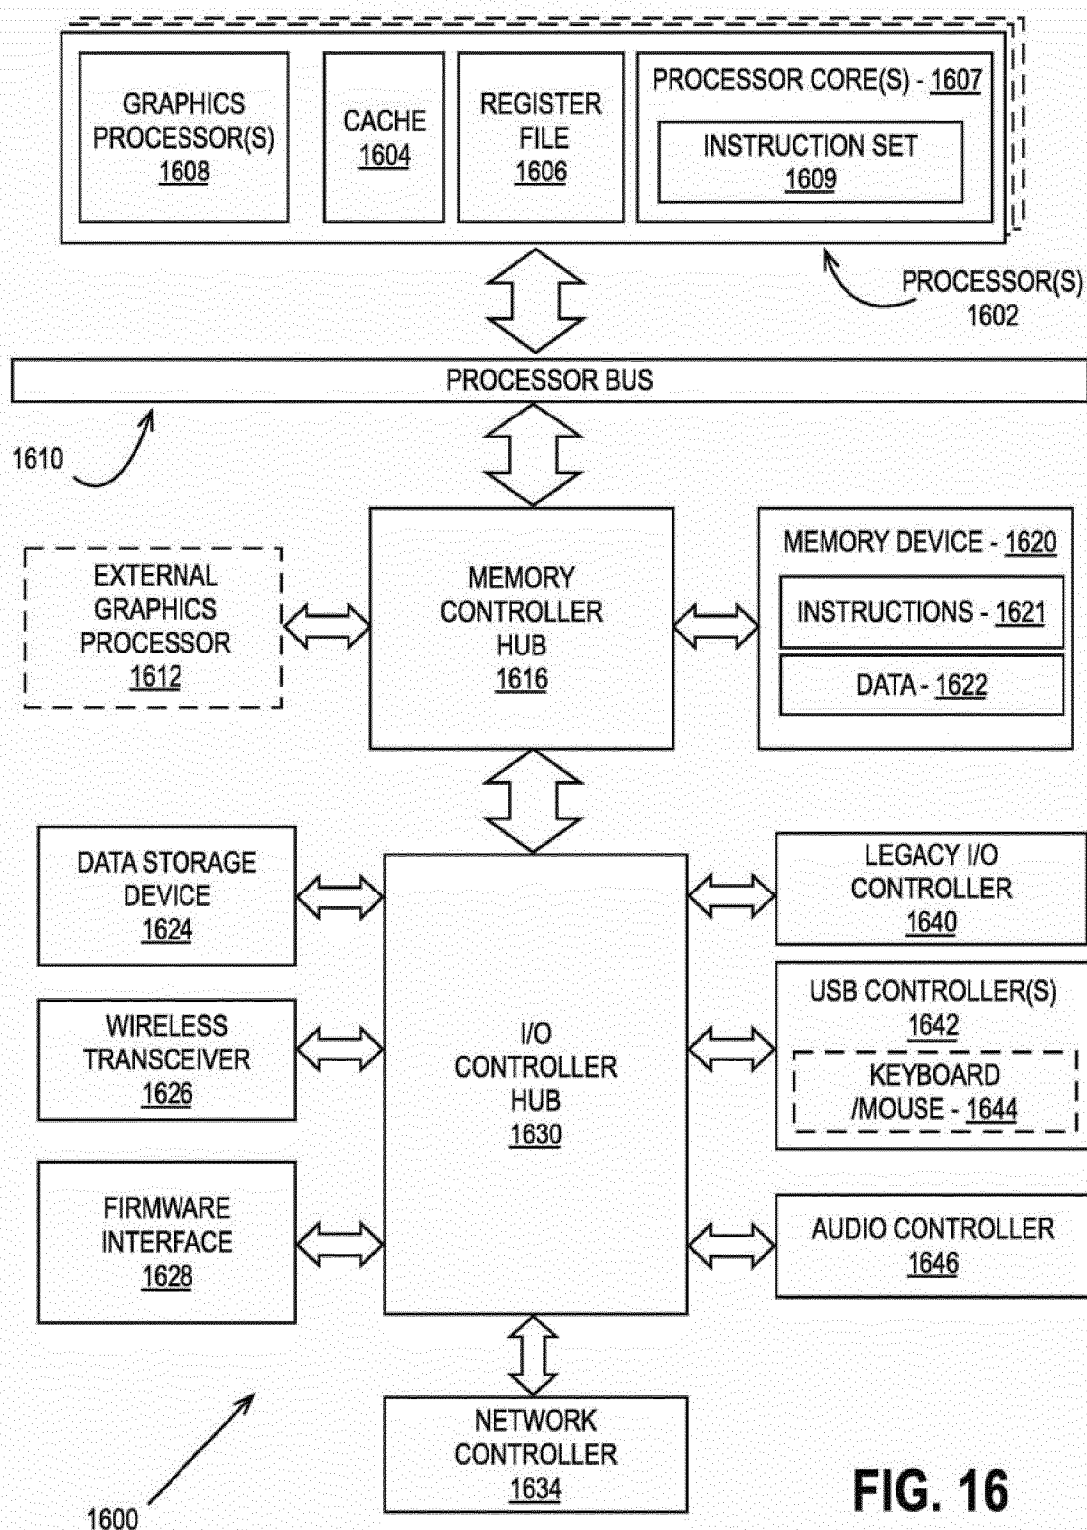 GRAPHICS
PROCESSOR(S)
1608
CACHE
1604
REGISTER
FILE
1606
PROCESSOR CORE(S) - 1607
INSTRUCTION SET
1609
PROCESSOR(S)
1602
PROCESSOR BUS
1610
EXTERNAL
GRAPHICS
PROCESSOR
1612
MEMORY
CONTROLLER
HUB
1616
MEMORY DEVICE - 1620
INSTRUCTIONS - 1621
DATA - 1622
DATA STORAGE
DEVICE
1624
WIRELESS
TRANSCEIVER
1626
FIRMWARE
INTERFACE
1628
I/O
CONTROLLER
HUB
1630
LEGACY I/O
CONTROLLER
1640
USB CONTROLLER(S)
1642
KEYBOARD
/MOUSE - 1644
AUDIO CONTROLLER
1646
NETWORK
CONTROLLER
1634
1600
FIG. 16